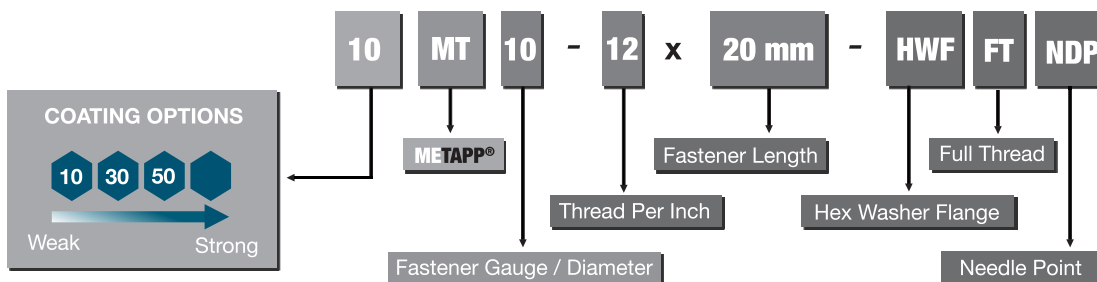 10 MT 10 - 12 x 20 mm - HWF FT NDP
COATING OPTIONS
10 30 50
Weak Strong
METAPP®
Fastener Length
Full Thread
Thread Per Inch
Hex Washer Flange
Fastener Gauge / Diameter
Needle Point